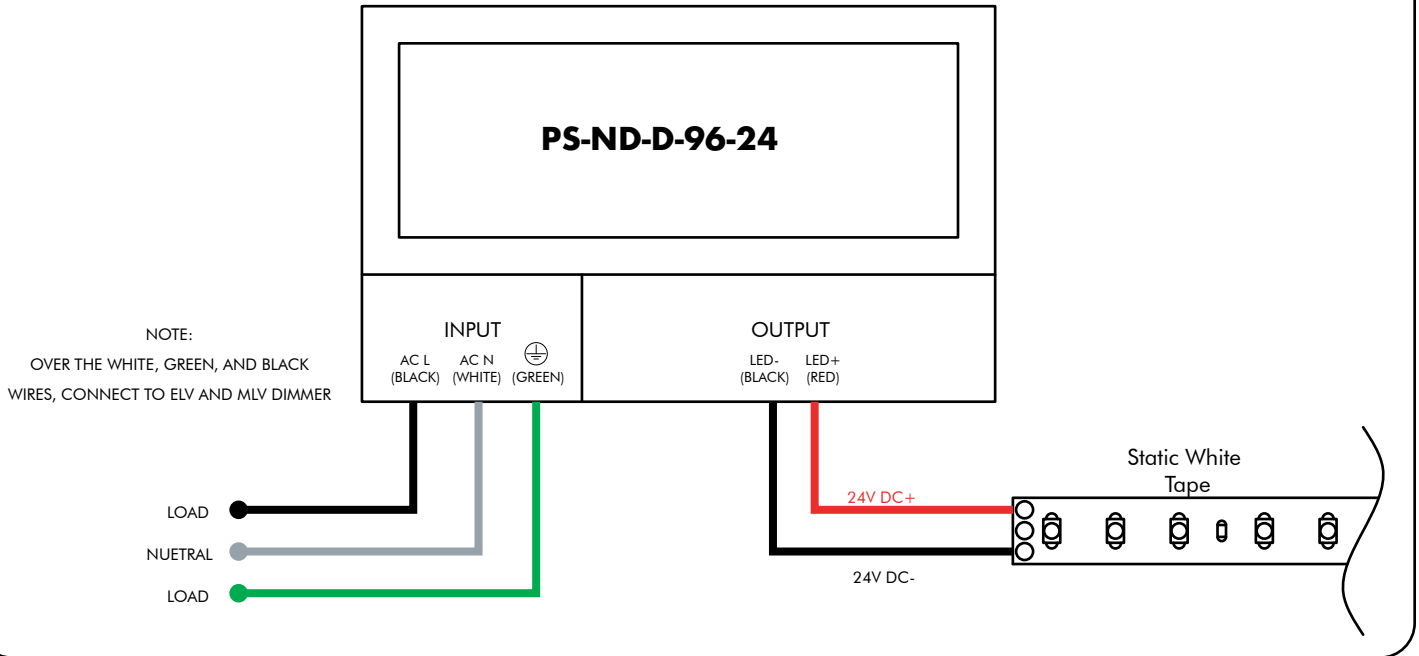 PS-ND-D-96-24
INPUT
OUTPUT
AC L
(BLACK)
AC N
(WHITE)
(GREEN)
LED-
(BLACK)
LED+
(RED)
NOTE:
OVER THE WHITE, GREEN, AND BLACK
WIRES, CONNECT TO ELV AND MLV DIMMER
LOAD
NUETRAL
LOAD
24V DC+
24V DC-
Static White
Tape